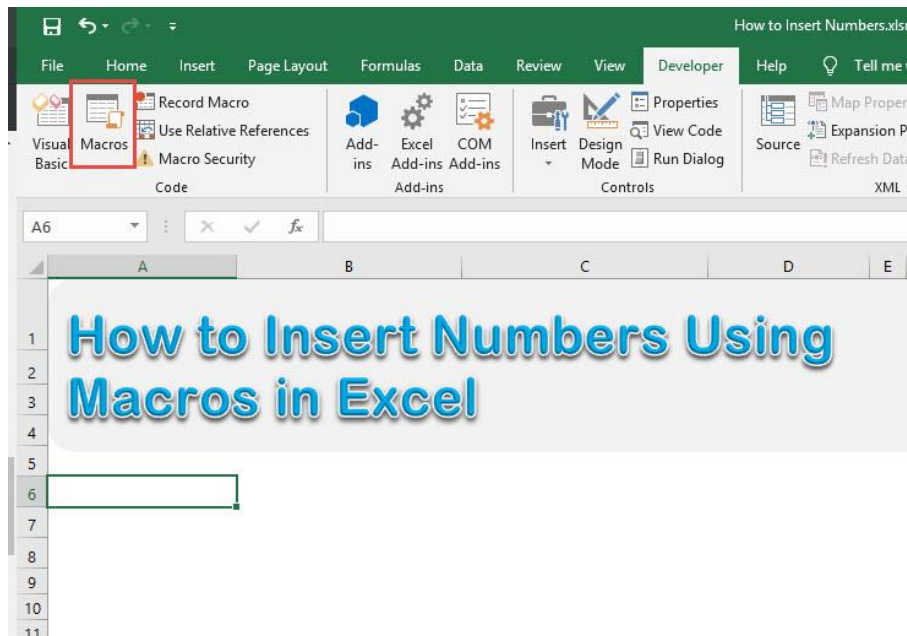 How to Insert Numbers.xlsm
File Home Insert Page Layout Formulas Data Review View Developer Help Tell me
Record Macro
Use Relative References
Macro Security
Visual Basic
Macros
Code
Add-ins
Excel Add-ins
COM Add-ins
Add-ins
Insert
Design Mode
Properties
View Code
Run Dialog
Controls
Source
Map Proper
Expansion P
Refresh Data
XML
A6 fx
A B C D E
1
How to Insert Numbers Using
2
3
Macros in Excel
4
5
6
7
8
9
10
11